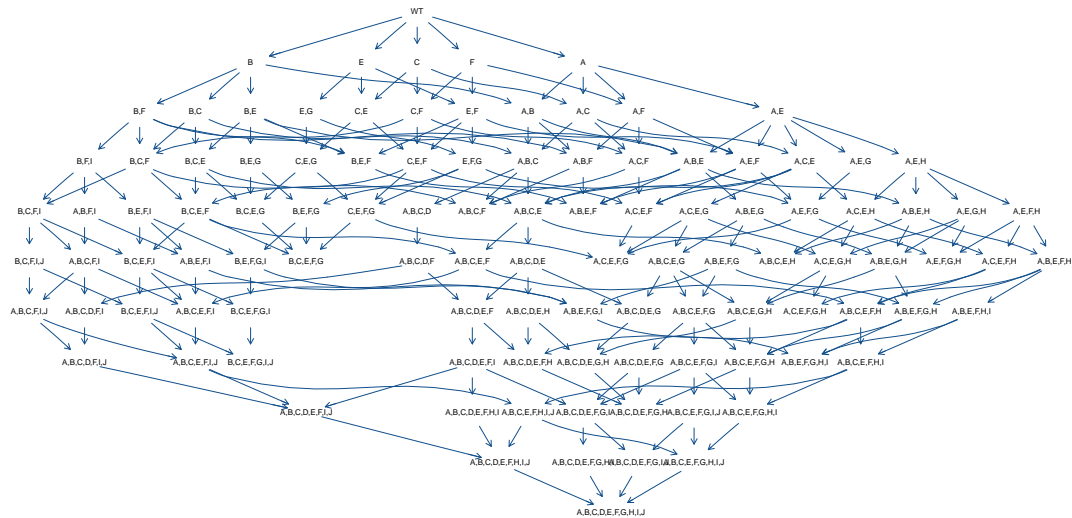 WT
B E C F A
B,F B,C B,E E,G C,E C,F E,F A,B A,C A,F A,E
B,F,I B,C,F B,C,E B,E,G C,E,G B,E,F C,E,F E,F,G A,B,C A,B,F A,C,F A,B,E A,E,F A,C,E A,E,G A,E,H
B,C,F,I A,B,F,I B,E,F,I B,C,E,F B,C,E,G B,E,F,G C,E,F,G A,B,C,D A,B,C,F A,B,C,E A,B,E,F A,C,E,F A,C,E,G A,B,E,G A,E,F,G A,C,E,H A,B,E,H A,E,G,H A,E,F,H
B,C,F,I,J A,B,C,F,I B,C,E,F,I A,B,E,F,I B,E,F,G,I B,C,E,F,G A,B,C,D,F A,B,C,E,F A,B,C,D,E A,C,E,F,G A,B,C,E,G A,B,E,F,G A,B,C,E,H A,C,E,G,H A,B,E,G,H A,E,F,G,H A,C,E,F,H A,B,E,F,H
A,B,C,F,I,J A,B,C,D,F,I B,C,E,F,I,J A,B,C,E,F,I B,C,E,F,G,I A,B,C,D,E,F A,B,C,D,E,H A,B,E,F,G,I A,B,C,D,E,G A,B,C,E,F,G A,B,C,E,G,H A,C,E,F,G,H A,B,C,E,F,H A,B,E,F,G,H A,B,E,F,H,I
A,B,C,D,F,I,J A,B,C,E,F,I,J B,C,E,F,G,I,J A,B,C,D,E,F,I A,B,C,D,E,F,H A,B,C,D,E,G,H A,B,C,D,E,F,G A,B,C,E,F,G,I A,B,C,E,F,G,H A,B,E,F,G,H,I A,B,C,E,F,H,I
A,B,C,D,E,F,I,J A,B,C,D,E,F,H,I A,B,C,E,F,H,I,J A,B,C,D,E,F,G,I A,B,C,D,E,F,G,H A,B,C,E,F,G,I,J A,B,C,E,F,G,H,I
A,B,C,D,E,F,H,I,J A,B,C,D,E,F,G,H,I A,B,C,D,E,F,G,I,J A,B,C,E,F,G,H,I,J
A,B,C,D,E,F,G,H,I,J